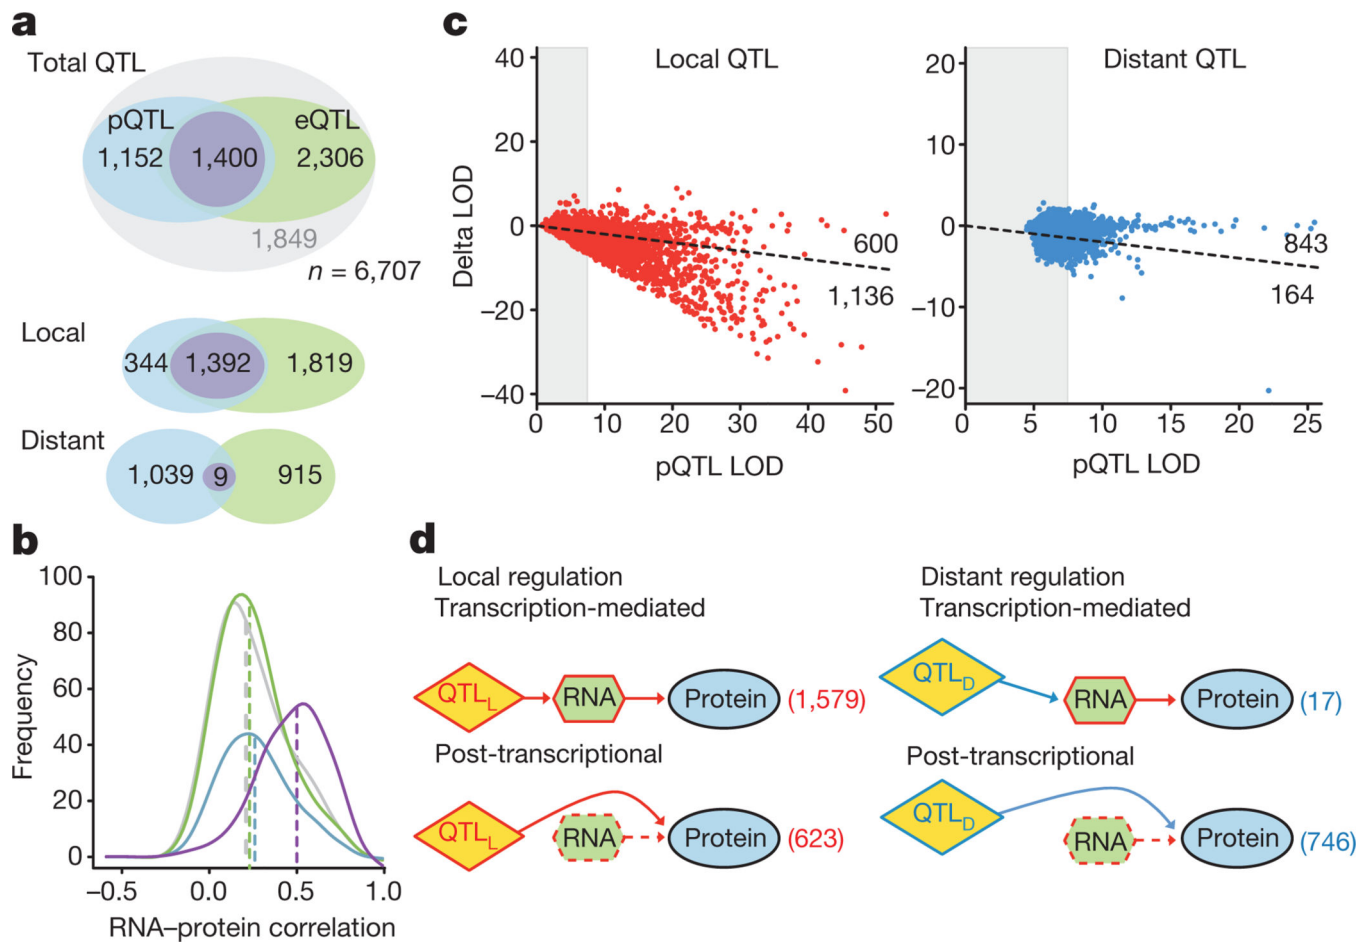 a
Total QTL
pQTL
eQTL
1,152
1,400
2,306
1,849
n = 6,707
Local
344
1,392
1,819
Distant
1,039
9
915
b
Frequency
100
80
60
40
20
0
−0.5
0.0
0.5
1.0
RNA–protein correlation
c
Local QTL
Delta LOD
40
20
0
−20
−40
600
1,136
0
10
20
30
40
50
pQTL LOD
Distant QTL
20
10
0
−10
−20
843
164
0
5
10
15
20
25
pQTL LOD
d
Local regulation
Transcription-mediated
QTLL
RNA
Protein
(1,579)
Post-transcriptional
QTLL
RNA
Protein
(623)
Distant regulation
Transcription-mediated
QTLD
RNA
Protein
(17)
Post-transcriptional
QTLD
RNA
Protein
(746)